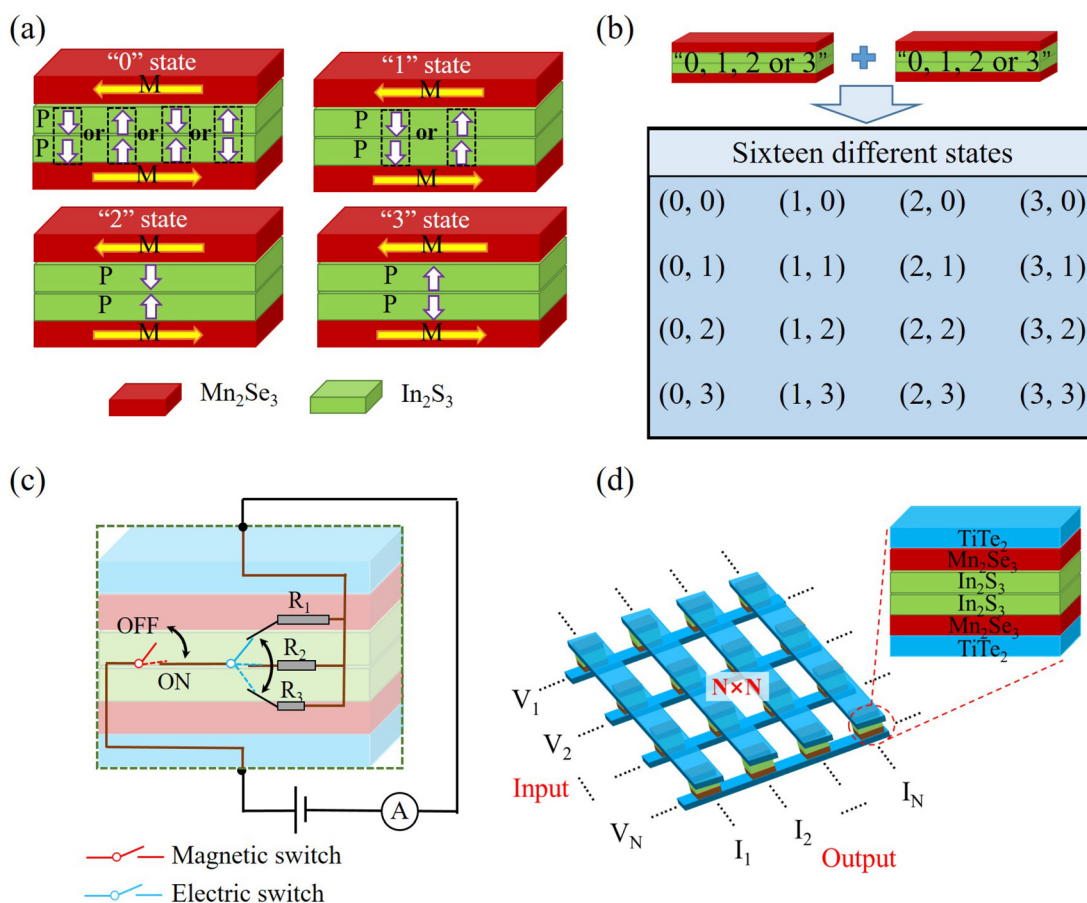 (a)
"0" state
M
P
P
or or or
M
"1" state
M
P
P
or
M
"2" state
M
P
P
M
"3" state
M
P
P
M
Mn₂Se₃
In₂S₃
(b)
"0, 1, 2 or 3" + "0, 1, 2 or 3"
Sixteen different states
(0, 0) (1, 0) (2, 0) (3, 0)
(0, 1) (1, 1) (2, 1) (3, 1)
(0, 2) (1, 2) (2, 2) (3, 2)
(0, 3) (1, 3) (2, 3) (3, 3)
(c)
OFF
ON
R₁
R₂
R₃
A
Magnetic switch
Electric switch
(d)
TiTe₂
Mn₂Se₃
In₂S₃
In₂S₃
Mn₂Se₃
TiTe₂
N×N
V₁
V₂
Input
V_N
I₁
I₂
I_N
Output